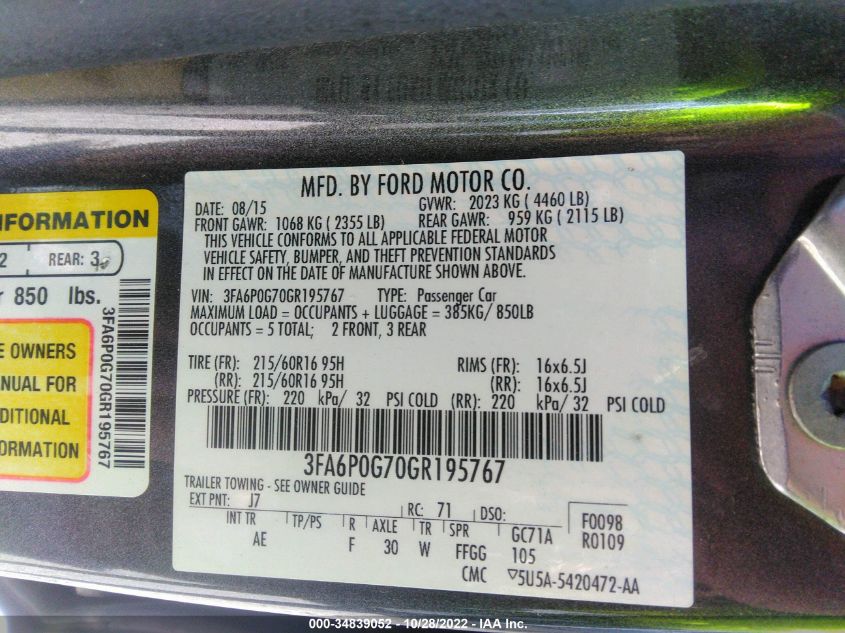 MFD. BY FORD MOTOR CO.
DATE: 08/15 GVWR: 2023 KG ( 4460 LB)
FRONT GAWR: 1068 KG ( 2355 LB) REAR GAWR: 959 KG ( 2115 LB)
THIS VEHICLE CONFORMS TO ALL APPLICABLE FEDERAL MOTOR
VEHICLE SAFETY, BUMPER, AND THEFT PREVENTION STANDARDS
IN EFFECT ON THE DATE OF MANUFACTURE SHOWN ABOVE.
VIN: 3FA6P0G70GR195767 TYPE: Passenger Car
MAXIMUM LOAD = OCCUPANTS + LUGGAGE = 385KG/ 850LB
OCCUPANTS = 5 TOTAL; 2 FRONT, 3 REAR
TIRE (FR): 215/60R16 95H RIMS (FR): 16x6.5J
(RR): 215/60R16 95H (RR): 16x6.5J
PRESSURE (FR): 220 kPa/ 32 PSI COLD (RR): 220 kPa/ 32 PSI COLD
3FA6P0G70GR195767
TRAILER TOWING - SEE OWNER GUIDE
EXT PNT: J7 RC: 71 DSO: F0098
INT TR TP/PS R AXLE TR SPR GC71A R0109
AE F 30 W FFGG 105
CMC ▽5U5A-5420472-AA
INFORMATION
2 REAR: 3
850 lbs.
3FA6P0G70GR195767
E OWNERS
ANUAL FOR
DITIONAL
FORMATION
000-34839052 / 10/28/2022 - IAA Inc.